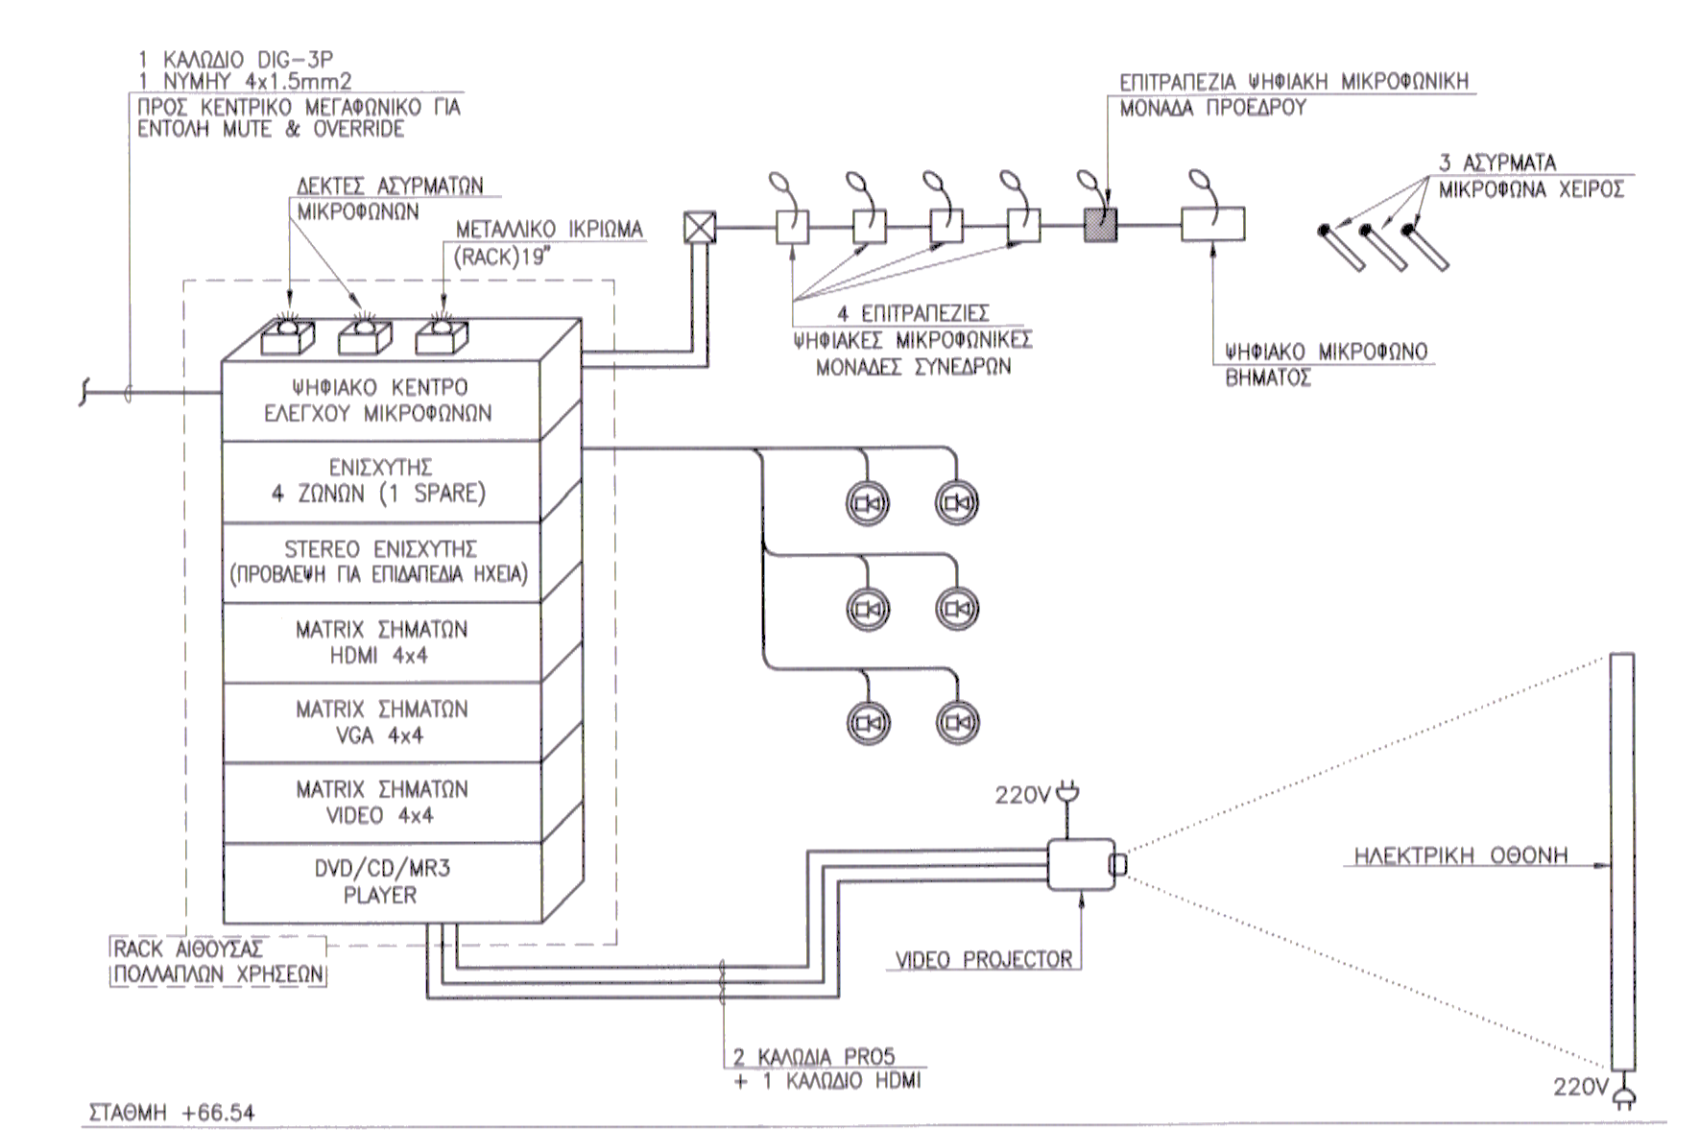 1 ΚΑΛΩΔΙΟ DIG-3P
1 NYMHY 4x1.5mm2
ΠΡΟΣ ΚΕΝΤΡΙΚΟ ΜΕΓΑΦΩΝΙΚΟ ΓΙΑ
ΕΝΤΟΛΗ MUTE & OVERRIDE
ΔΕΚΤΕΣ ΑΣΥΡΜΑΤΩΝ
ΜΙΚΡΟΦΩΝΩΝ
ΜΕΤΑΛΛΙΚΟ ΙΚΡΙΩΜΑ
(RACK)19"
ΕΠΙΤΡΑΠΕΖΙΑ ΨΗΦΙΑΚΗ ΜΙΚΡΟΦΩΝΙΚΗ
ΜΟΝΑΔΑ ΠΡΟΕΔΡΟΥ
3 ΑΣΥΡΜΑΤΑ
ΜΙΚΡΟΦΩΝΑ ΧΕΙΡΟΣ
4 ΕΠΙΤΡΑΠΕΖΙΕΣ
ΨΗΦΙΑΚΕΣ ΜΙΚΡΟΦΩΝΙΚΕΣ
ΜΟΝΑΔΕΣ ΣΥΝΕΔΡΩΝ
ΨΗΦΙΑΚΟ ΜΙΚΡΟΦΩΝΟ
ΒΗΜΑΤΟΣ
ΨΗΦΙΑΚΟ ΚΕΝΤΡΟ
ΕΛΕΓΧΟΥ ΜΙΚΡΟΦΩΝΩΝ
ΕΝΙΣΧΥΤΗΣ
4 ΖΩΝΩΝ (1 SPARE)
STEREO ΕΝΙΣΧΥΤΗΣ
(ΠΡΟΒΛΕΨΗ ΓΙΑ ΕΠΙΔΑΠΕΔΙΑ ΗΧΕΙΑ)
MATRIX ΣΗΜΑΤΩΝ
HDMI 4x4
MATRIX ΣΗΜΑΤΩΝ
VGA 4x4
MATRIX ΣΗΜΑΤΩΝ
VIDEO 4x4
DVD/CD/MR3
PLAYER
RACK ΑΙΘΟΥΣΑΣ
ΠΟΛΛΑΠΛΩΝ ΧΡΗΣΕΩΝ
220V
ΗΛΕΚΤΡΙΚΗ ΟΘΟΝΗ
VIDEO PROJECTOR
2 ΚΑΛΩΔΙΑ PRO5
+ 1 ΚΑΛΩΔΙΟ HDMI
220V
ΣΤΑΘΜΗ +66.54